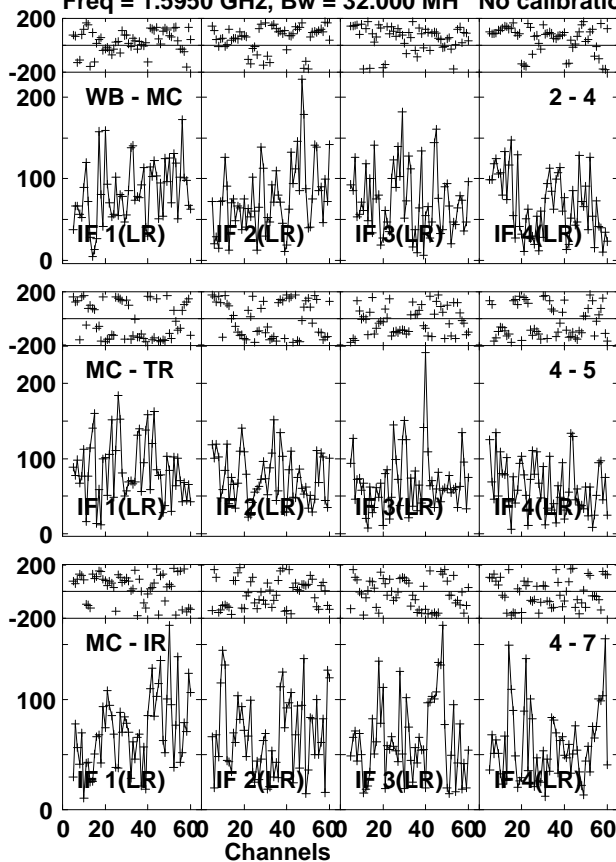 Freq = 1.5950 GHz, Bw = 32.000 MH No calibratio
200
-200
WB - MC 2 - 4
200
100
0
IF 1(LR) IF 2(LR) IF 3(LR) IF 4(LR)
200
-200
MC - TR 4 - 5
200
100
0
IF 1(LR) IF 2(LR) IF 3(LR) IF 4(LR)
200
-200
MC - IR 4 - 7
100
0
IF 1(LR) IF 2(LR) IF 3(LR) IF 4(LR)
0 20 40 60 0 20 40 60 0 20 40 60 0 20 40 60
Channels